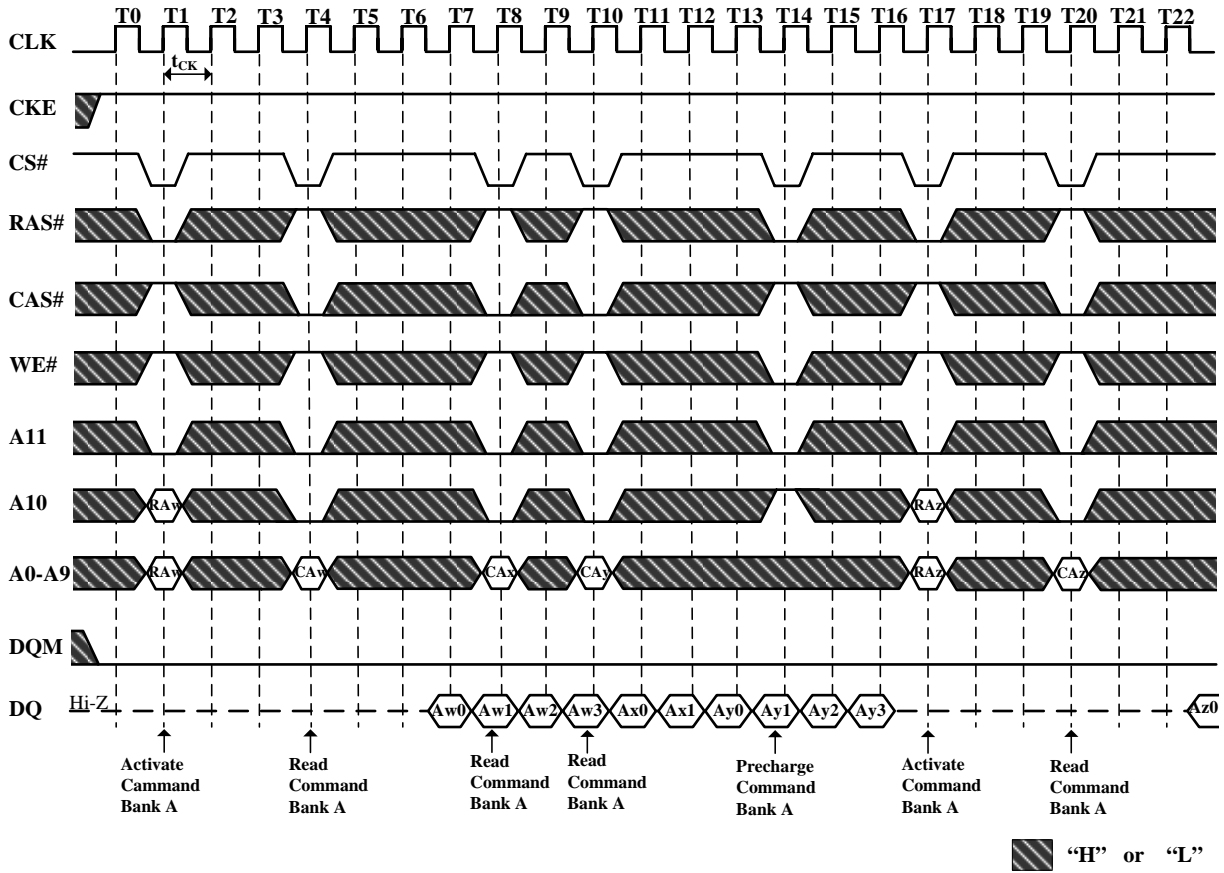 T0 T1 T2 T3 T4 T5 T6 T7 T8 T9 T10 T11 T12 T13 T14 T15 T16 T17 T18 T19 T20 T21 T22
CLK
tCK
CKE
CS#
RAS#
CAS#
WE#
A11
A10 RAw RAz
A0-A9 RAw CAw CAx CAy RAz CAz
DQM
DQ Hi-Z Aw0 Aw1 Aw2 Aw3 Ax0 Ax1 Ay0 Ay1 Ay2 Ay3 Az0
Activate
Cammand
Bank A
Read
Command
Bank A
Read
Command
Bank A
Read
Command
Bank A
Precharge
Command
Bank A
Activate
Command
Bank A
Read
Command
Bank A
“H” or “L”